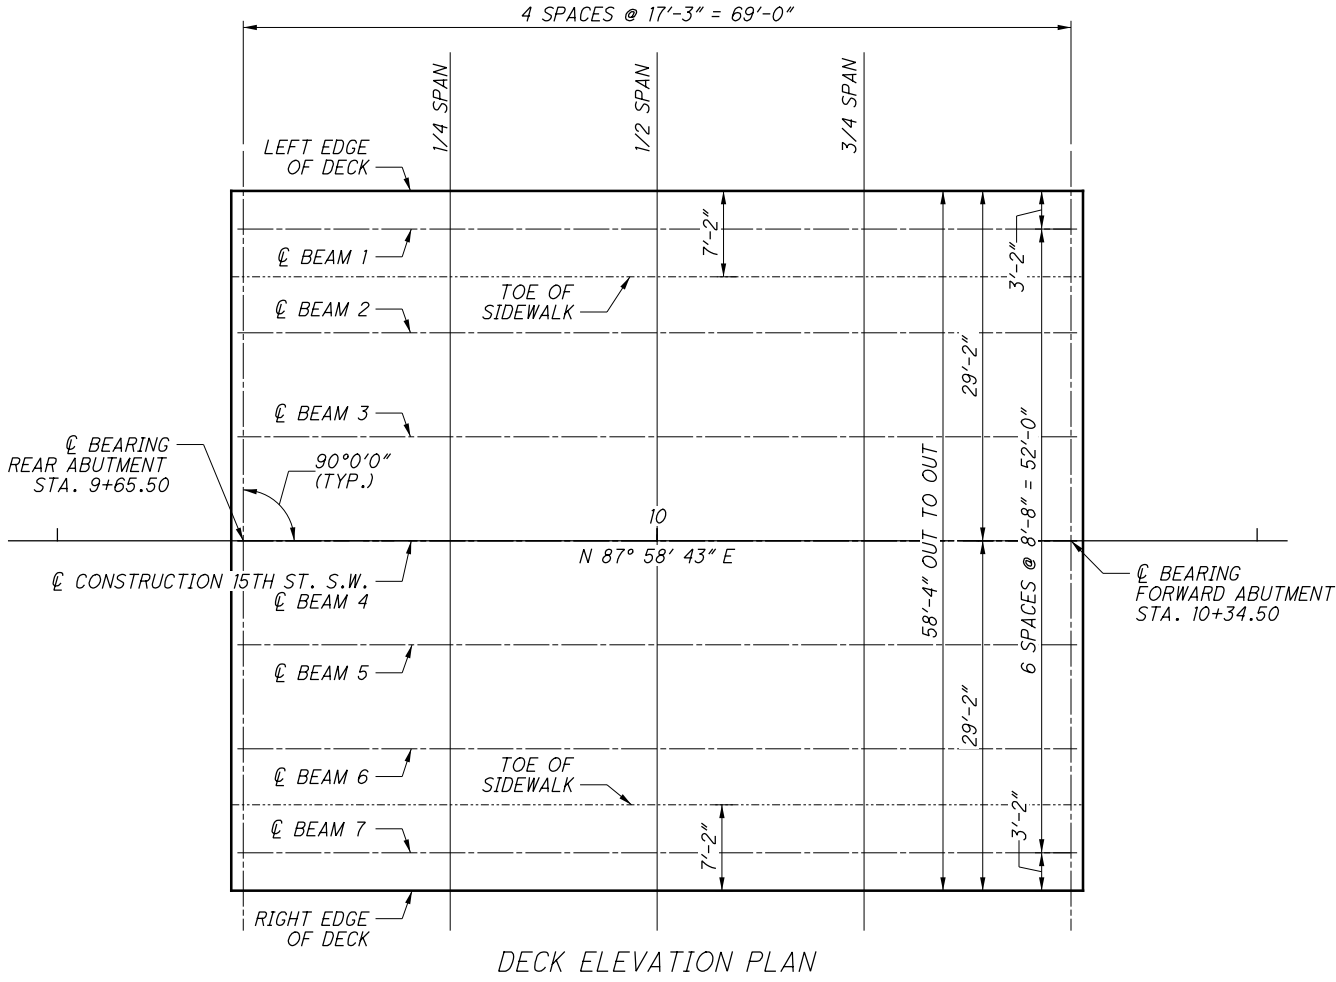 4 SPACES @ 17'-3" = 69'-0"
1/4 SPAN
1/2 SPAN
3/4 SPAN
LEFT EDGE
OF DECK
℄ BEAM 1
7'-2"
3'-2"
TOE OF
SIDEWALK
℄ BEAM 2
29'-2"
℄ BEAM 3
℄ BEARING
REAR ABUTMENT
STA. 9+65.50
90°0'0"
(TYP.)
58'-4" OUT TO OUT
6 SPACES @ 8'-8" = 52'-0"
10
N 87° 58' 43" E
℄ CONSTRUCTION 15TH ST. S.W.
℄ BEAM 4
℄ BEARING
FORWARD ABUTMENT
STA. 10+34.50
℄ BEAM 5
29'-2"
℄ BEAM 6
TOE OF
SIDEWALK
℄ BEAM 7
7'-2"
3'-2"
RIGHT EDGE
OF DECK
DECK ELEVATION PLAN